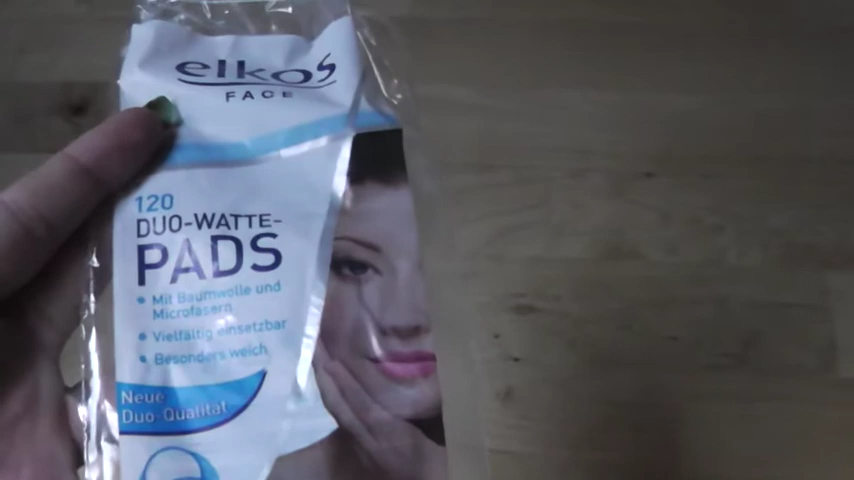 elkos
FACE
120
DUO-WATTE-
PADS
Mit Baumwolle und
Microfasern
Vielfältig einsetzbar
Besonders weich
Neue
Duo-Qualität